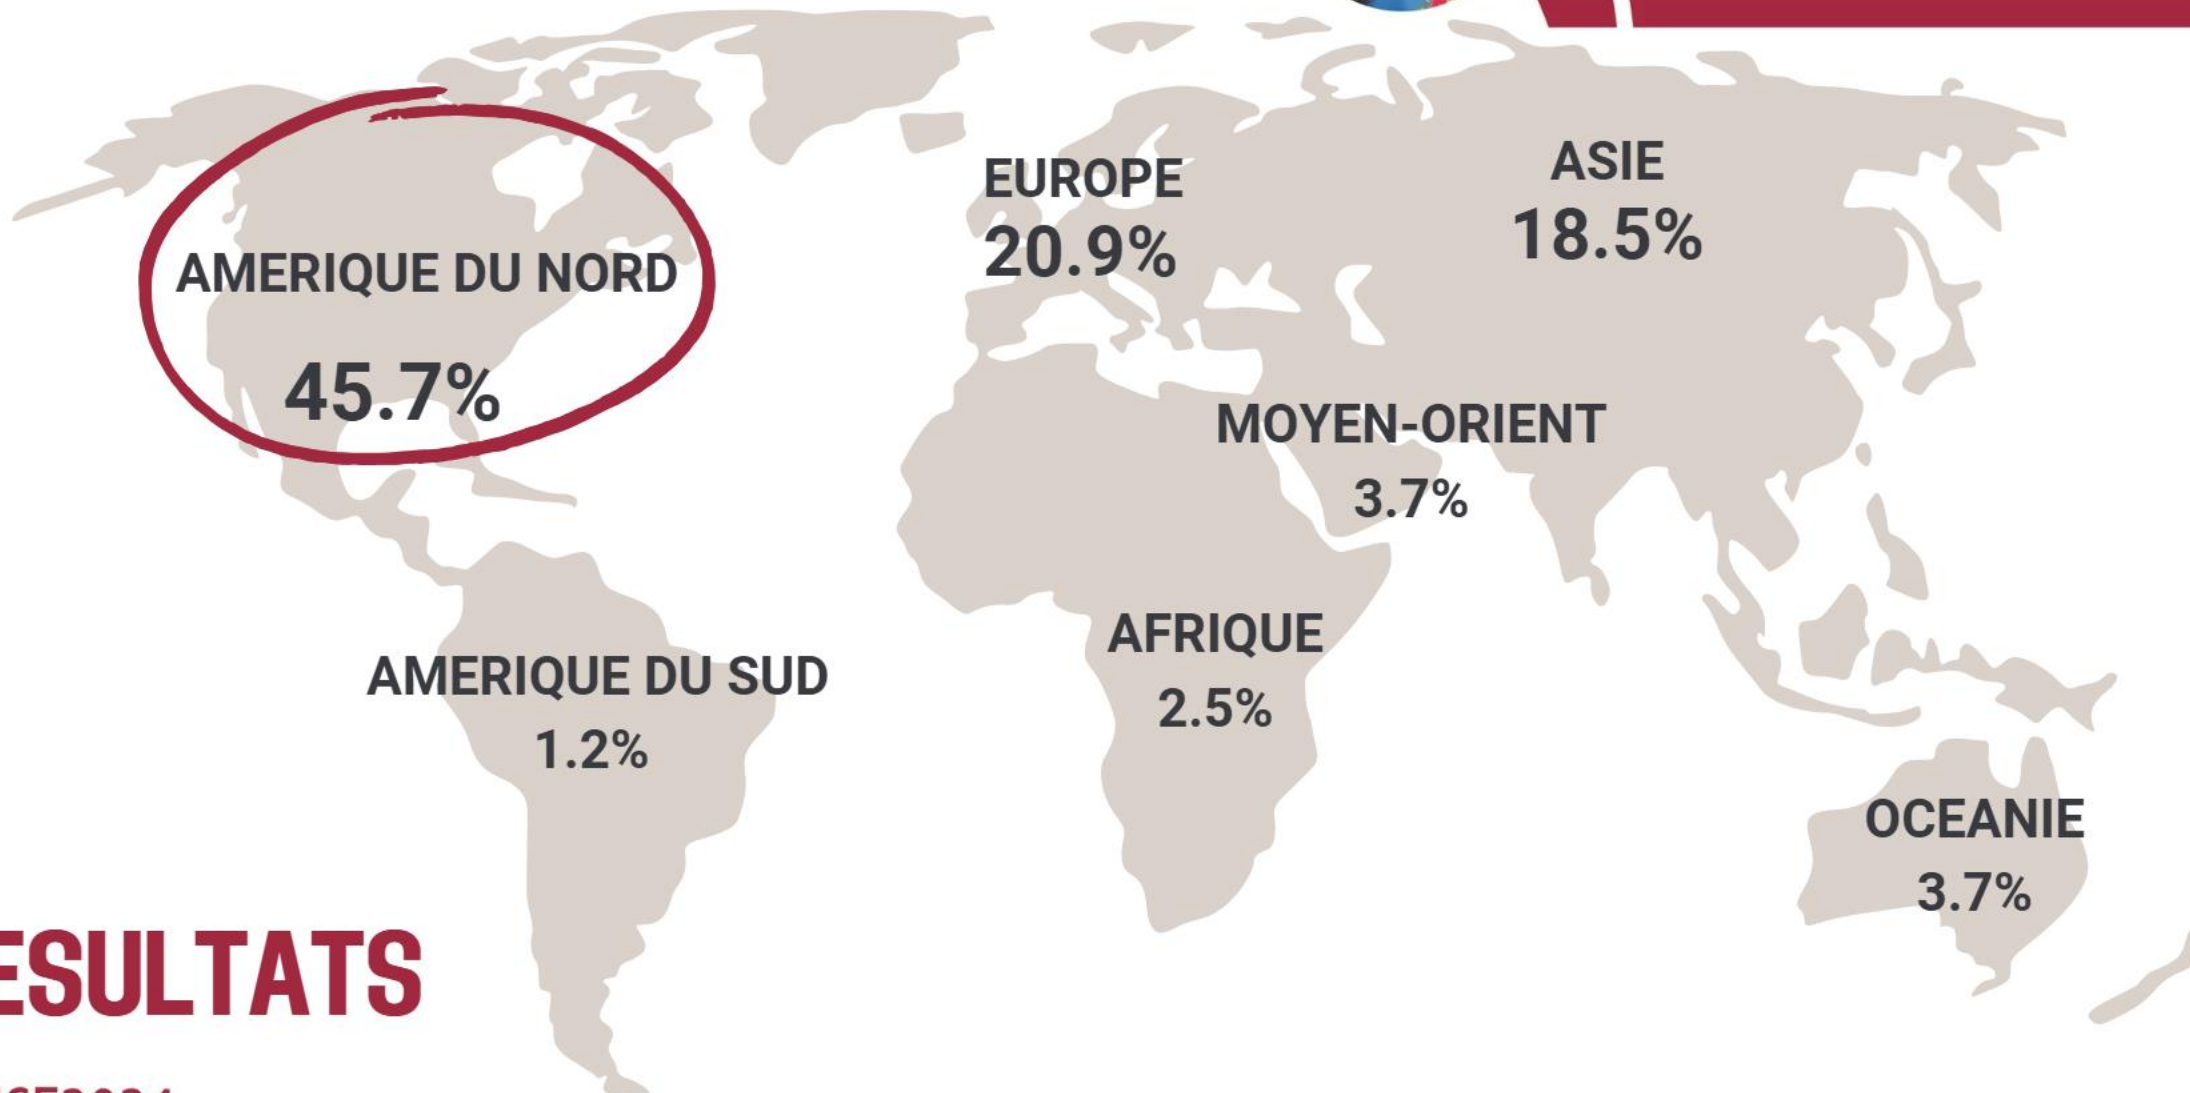 AMERIQUE DU NORD
45.7%
EUROPE
20.9%
ASIE
18.5%
MOYEN-ORIENT
3.7%
AFRIQUE
2.5%
AMERIQUE DU SUD
1.2%
OCEANIE
3.7%
ESULTATS